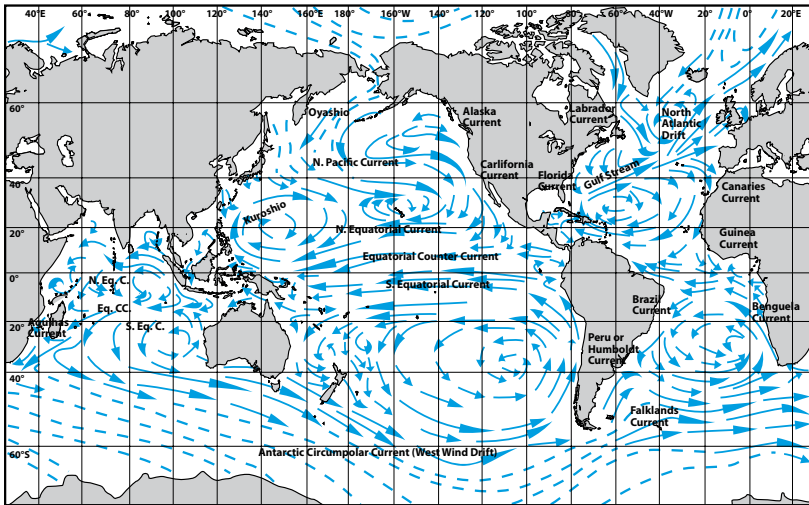 40°E 60° 80° 100° 120° 140° 160° 180° 160°W 140° 120° 100° 80° 60° 40° 20° 0° 20°E
60°
40°
20°
0°
20°
40°
60°S
Oyashio
Alaska
Current
Labrador
Current
North
Atlantic
Drift
N. Pacific Current
Carlifornia
Current
Florida
Current
Gulf Stream
Canaries
Current
Kuroshio
N. Equatorial Current
Guinea
Current
Equatorial Counter Current
N. Eq. C.
S. Equatorial Current
Eq. CC.
Brazil
Current
Benguela
Current
Aquinas
Current
S. Eq. C.
Peru or
Humboldt
Current
Falklands
Current
Antarctic Circumpolar Current (West Wind Drift)